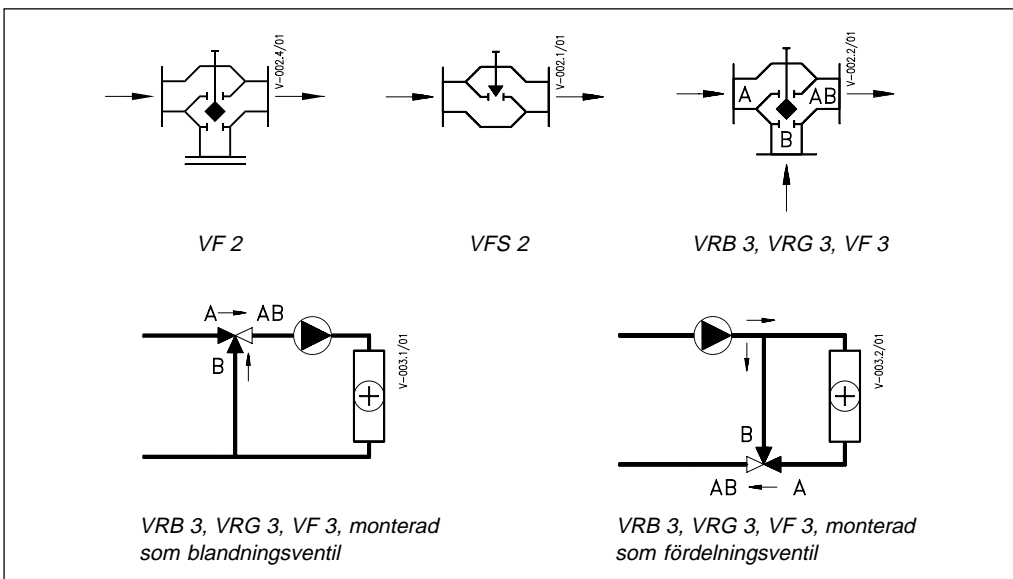 V-002.4/01
VF 2
V-002.1/01
VFS 2
A
AB
B
V-002.2/01
VRB 3, VRG 3, VF 3
A
AB
B
V-003.1/01
VRB 3, VRG 3, VF 3, monterad
som blandningsventil
B
AB
A
V-003.2/01
VRB 3, VRG 3, VF 3, monterad
som fördelningsventil